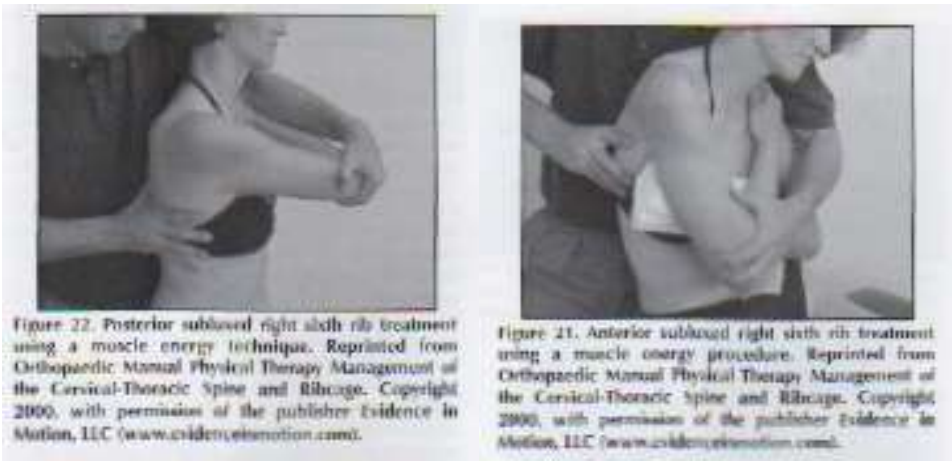 Figure 22. Posterior subluxed right sixth rib treatment
using a muscle energy technique. Reprinted from
Orthopaedic Manual Physical Therapy Management of
the Cervical-Thoracic Spine and Ribcage. Copyright
2000, with permission of the publisher Evidence in
Motion, LLC (www.evidenceinmotion.com).
Figure 21. Anterior subluxed right sixth rib treatment
using a muscle energy procedure. Reprinted from
Orthopaedic Manual Physical Therapy Management of
the Cervical-Thoracic Spine and Ribcage. Copyright
2000, with permission of the publisher Evidence in
Motion, LLC (www.evidenceinmotion.com).